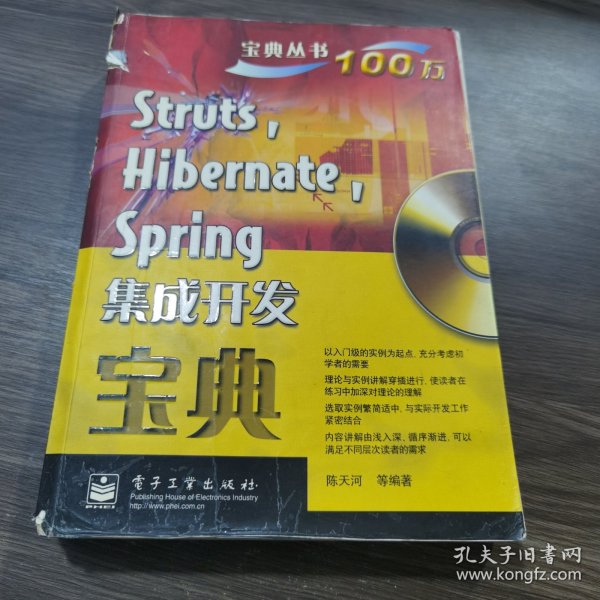 宝典丛书
100万
Struts,
Hibernate,
Spring
集成开发
宝典
以入门级的实例为起点，充分考虑初
学者的需要
理论与实例讲解穿插进行，使读者在
练习中加深对理论的理解
选取实例繁简适中，与实际开发工作
紧密结合
内容讲解由浅入深、循序渐进，可以
满足不同层次读者的需求
陈天河 等编著
PHEI
電子工業出版社
Publishing House of Electronics Industry
http://www.phei.com.cn
孔夫子旧书网
www.kongfz.com